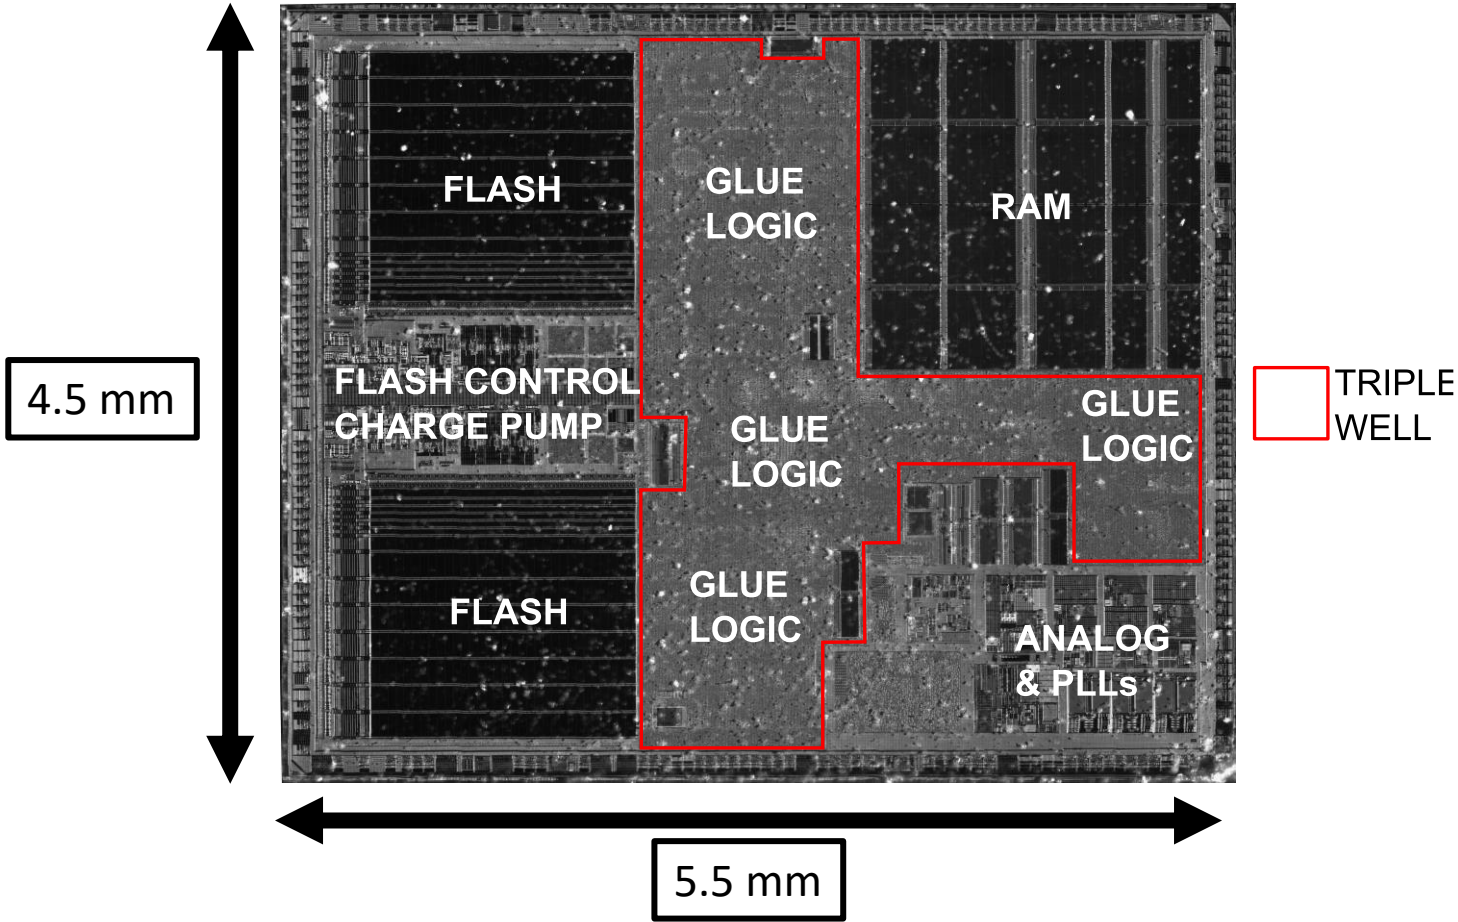 FLASH
GLUE
LOGIC
RAM
4.5 mm
FLASH CONTROL
CHARGE PUMP
GLUE
LOGIC
GLUE
LOGIC
TRIPLE
WELL
FLASH
GLUE
LOGIC
ANALOG
& PLLs
5.5 mm